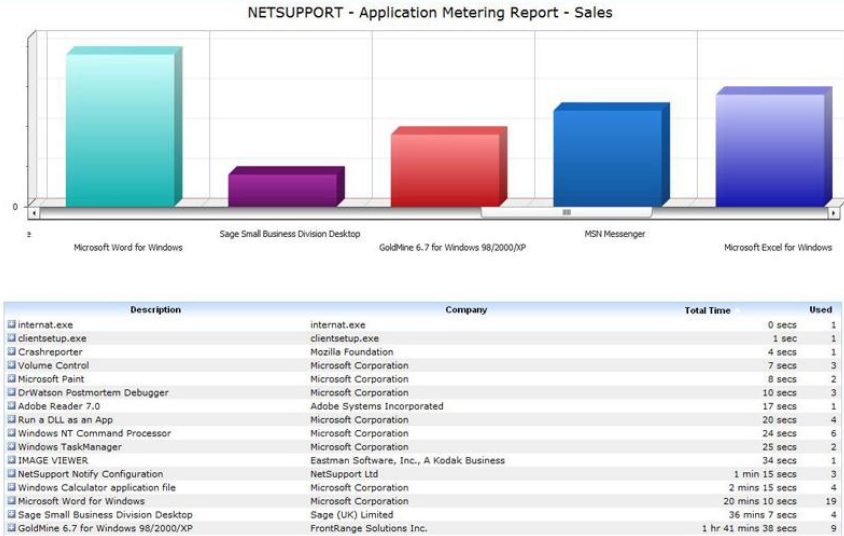 NETSUPPORT - Application Metering Report - Sales
0
e
Microsoft Word for Windows
Sage Small Business Division Desktop
GoldMine 6.7 for Windows 98/2000/XP
MSN Messenger
Microsoft Excel for Windows
Description Company Total Time Used
internat.exe internat.exe 0 secs 1
clientsetup.exe clientsetup.exe 1 sec 1
Crashreporter Mozilla Foundation 4 secs 1
Volume Control Microsoft Corporation 7 secs 3
Microsoft Paint Microsoft Corporation 8 secs 2
DrWatson Postmortem Debugger Microsoft Corporation 10 secs 3
Adobe Reader 7.0 Adobe Systems Incorporated 17 secs 1
Run a DLL as an App Microsoft Corporation 20 secs 4
Windows NT Command Processor Microsoft Corporation 24 secs 6
Windows TaskManager Microsoft Corporation 25 secs 2
IMAGE VIEWER Eastman Software, Inc., A Kodak Business 34 secs 1
NetSupport Notify Configuration NetSupport Ltd 1 min 15 secs 3
Windows Calculator application file Microsoft Corporation 2 mins 15 secs 4
Microsoft Word for Windows Microsoft Corporation 20 mins 10 secs 19
Sage Small Business Division Desktop Sage (UK) Limited 36 mins 7 secs 4
GoldMine 6.7 for Windows 98/2000/XP FrontRange Solutions Inc. 1 hr 41 mins 38 secs 9